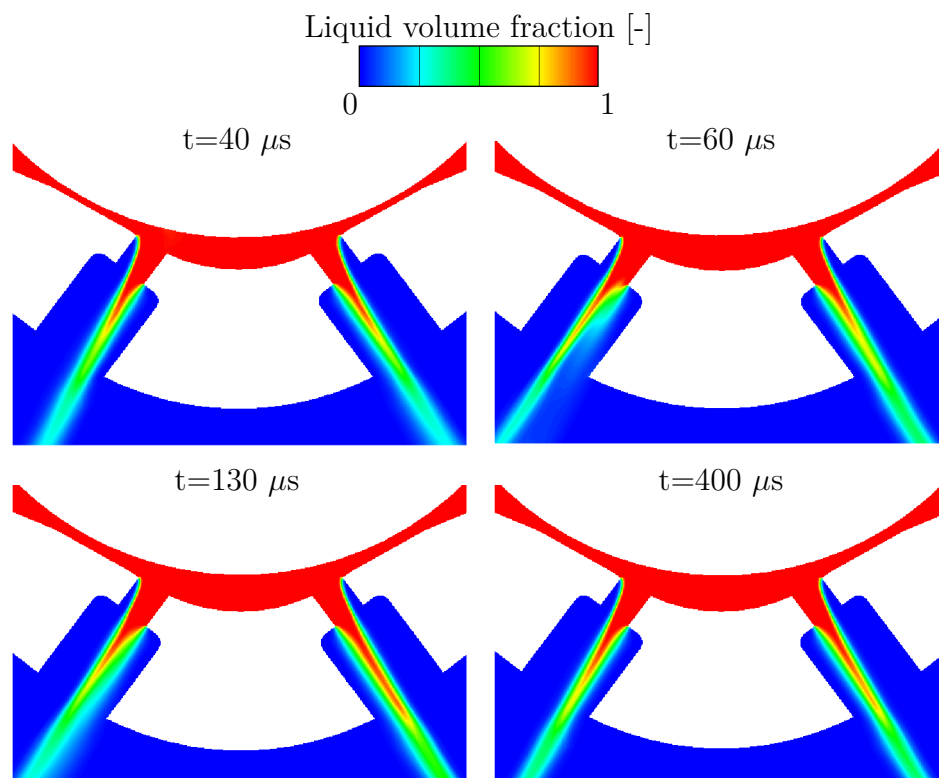 Liquid volume fraction [-]
0 1
t=40 μs
t=60 μs
t=130 μs
t=400 μs